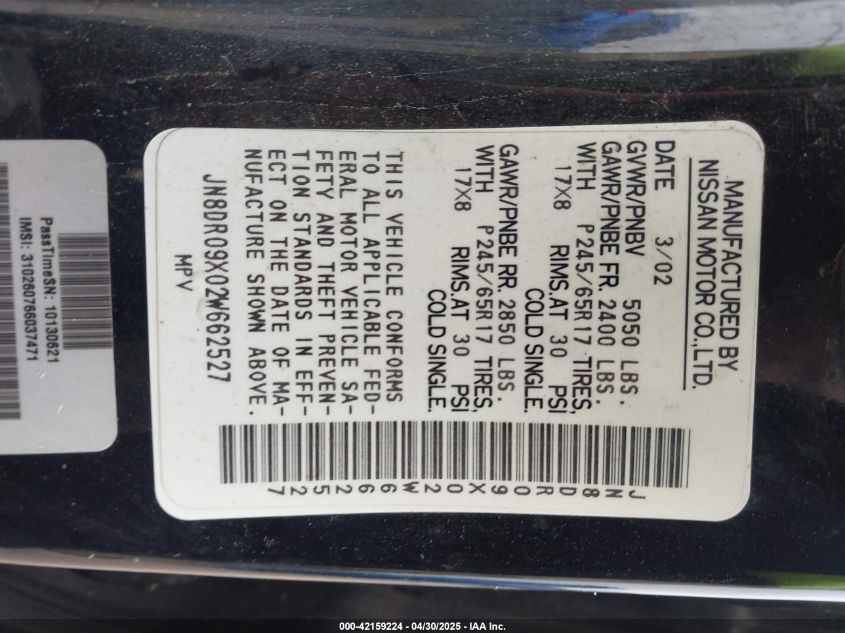 MANUFACTURED BY
NISSAN MOTOR CO.,LTD.
DATE 3/02
GVWR/PNBV 5050 LBS.
GAWR/PNBE FR. 2400 LBS.
WITH P245/65R17 TIRES,
17X8 RIMS,AT 30 PSI
COLD SINGLE.
GAWR/PNBE RR. 2850 LBS.
WITH P245/65R17 TIRES,
17X8 RIMS,AT 30 PSI
COLD SINGLE.
THIS VEHICLE CONFORMS
TO ALL APPLICABLE FED-
ERAL MOTOR VEHICLE SA-
FETY AND THEFT PREVEN-
TION STANDARDS IN EFF-
ECT ON THE DATE OF MA-
NUFACTURE SHOWN ABOVE.
JN8DR09X02W662527
MPV
JN8DR09X02W662527
PassTimeSN: 10130621
IMSI: 310260766037471
000-42159224 - 04/30/2025 - IAA Inc.